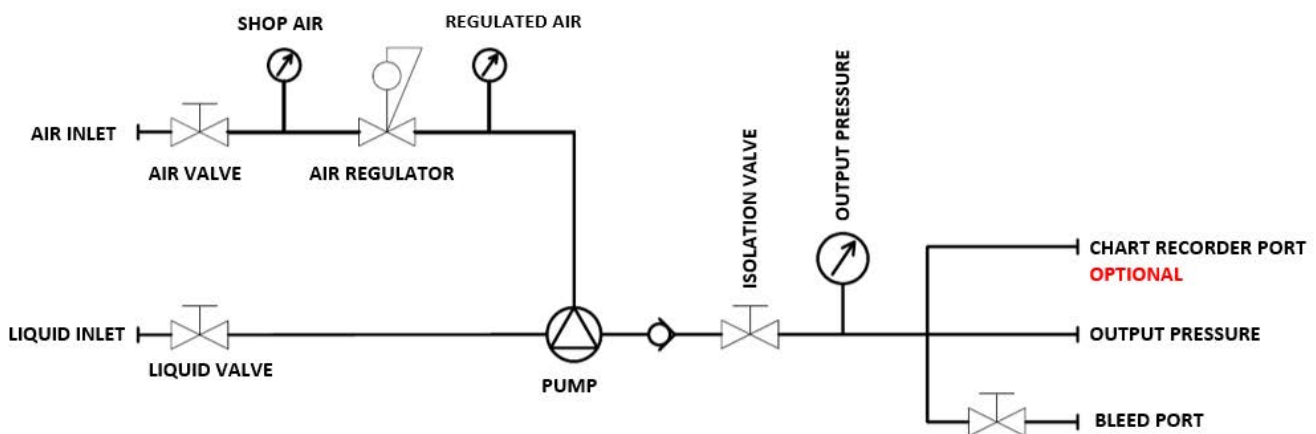 SHOP AIR
REGULATED AIR
AIR INLET
AIR VALVE
AIR REGULATOR
ISOLATION VALVE
OUTPUT PRESSURE
CHART RECORDER PORT
OPTIONAL
LIQUID INLET
OUTPUT PRESSURE
LIQUID VALVE
PUMP
BLEED PORT